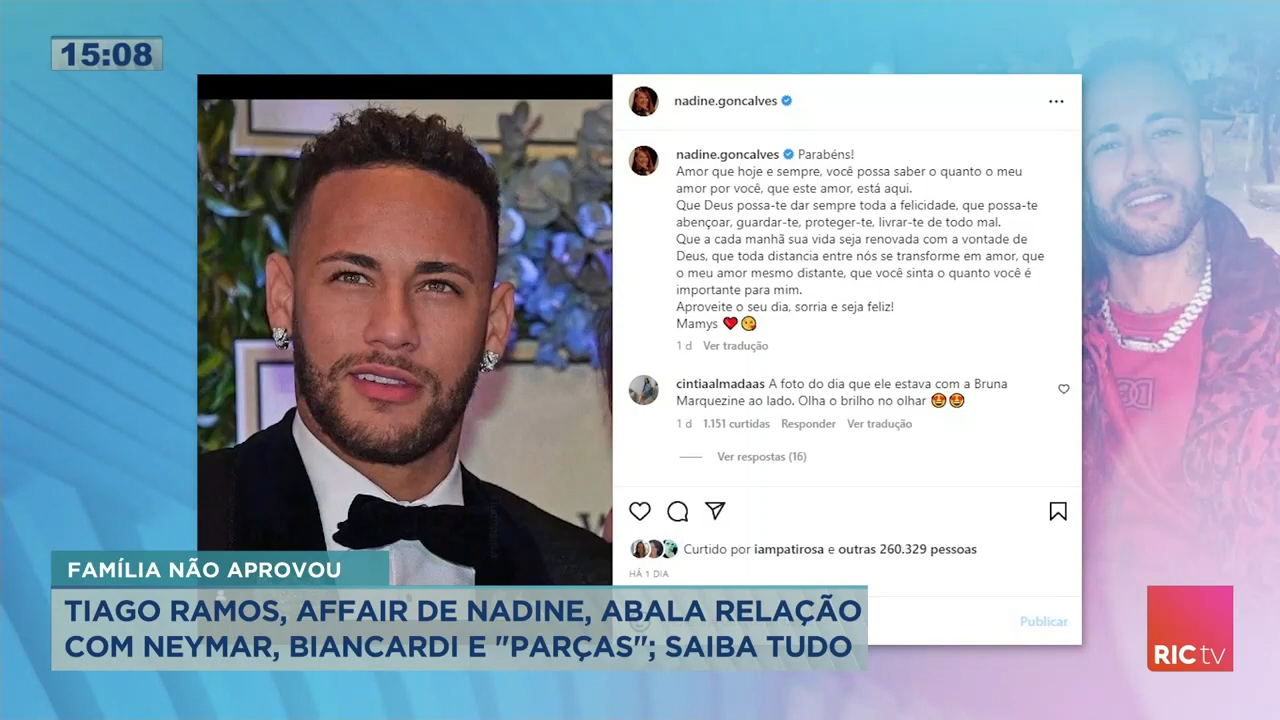 15:08
nadine.goncalves
nadine.goncalves Parabéns!
Amor que hoje e sempre, você possa saber o quanto o meu
amor por você, que este amor, está aqui.
Que Deus possa-te dar sempre toda a felicidade, que possa-te
abençoar, guardar-te, proteger-te, livrar-te de todo mal.
Que a cada manhã sua vida seja renovada com a vontade de
Deus, que toda distancia entre nós se transforme em amor, que
o meu amor mesmo distante, que você sinta o quanto você é
importante para mim.
Aproveite o seu dia, sorria e seja feliz!
Mamys ❤️😘
1 d Ver tradução
cintiaalmadaas A foto do dia que ele estava com a Bruna
Marquezine ao lado. Olha o brilho no olhar 🤩🤩
1 d 1.151 curtidas Responder Ver tradução
Ver respostas (16)
Curtido por iampatirosa e outras 260.329 pessoas
HÁ 1 DIA
Publicar
FAMÍLIA NÃO APROVOU
TIAGO RAMOS, AFFAIR DE NADINE, ABALA RELAÇÃO
COM NEYMAR, BIANCARDI E "PARÇAS"; SAIBA TUDO
RIC tv